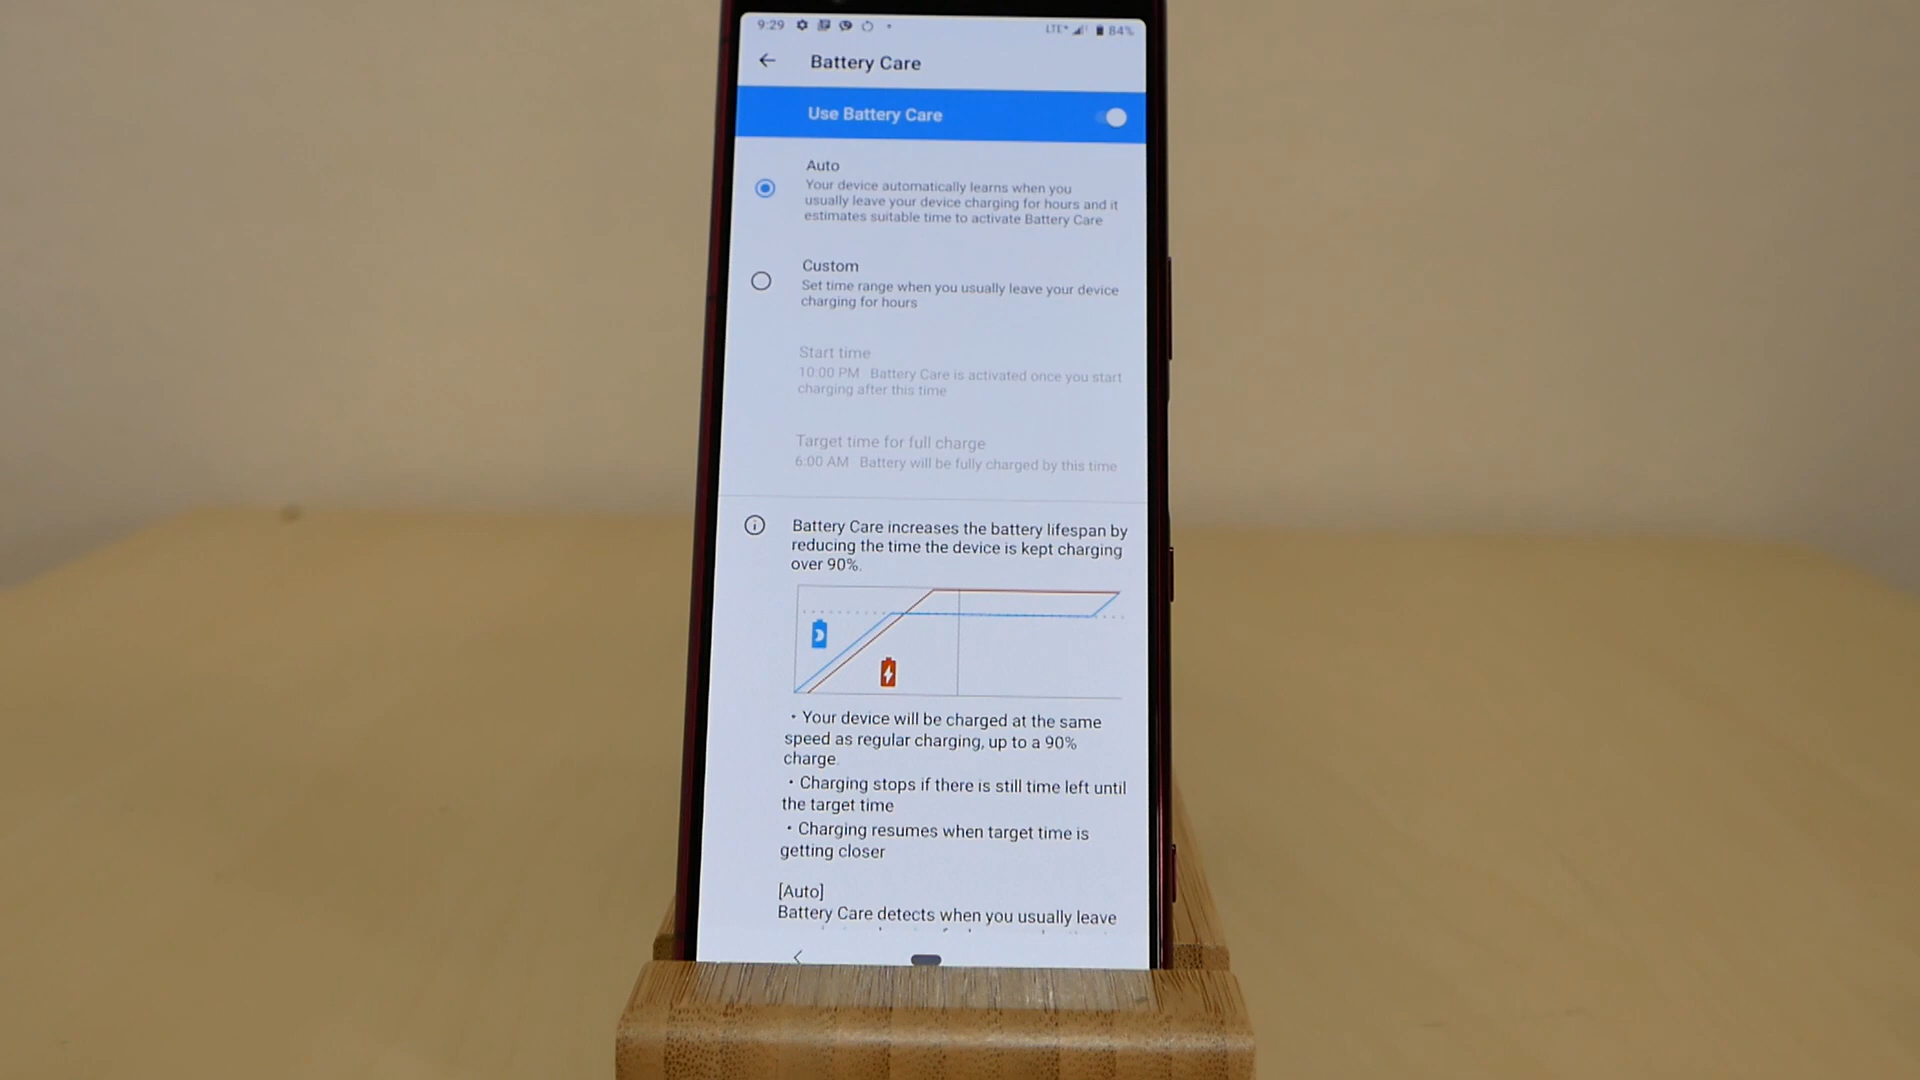 9:29 LTE+ 84%
Battery Care
Use Battery Care
Auto
Your device automatically learns when you
usually leave your device charging for hours and it
estimates suitable time to activate Battery Care
Custom
Set time range when you usually leave your device
charging for hours
Start time
10:00 PM Battery Care is activated once you start
charging after this time
Target time for full charge
6:00 AM Battery will be fully charged by this time
Battery Care increases the battery lifespan by
reducing the time the device is kept charging
over 90%.
・Your device will be charged at the same
speed as regular charging, up to a 90%
charge.
・Charging stops if there is still time left until
the target time
・Charging resumes when target time is
getting closer
[Auto]
Battery Care detects when you usually leave